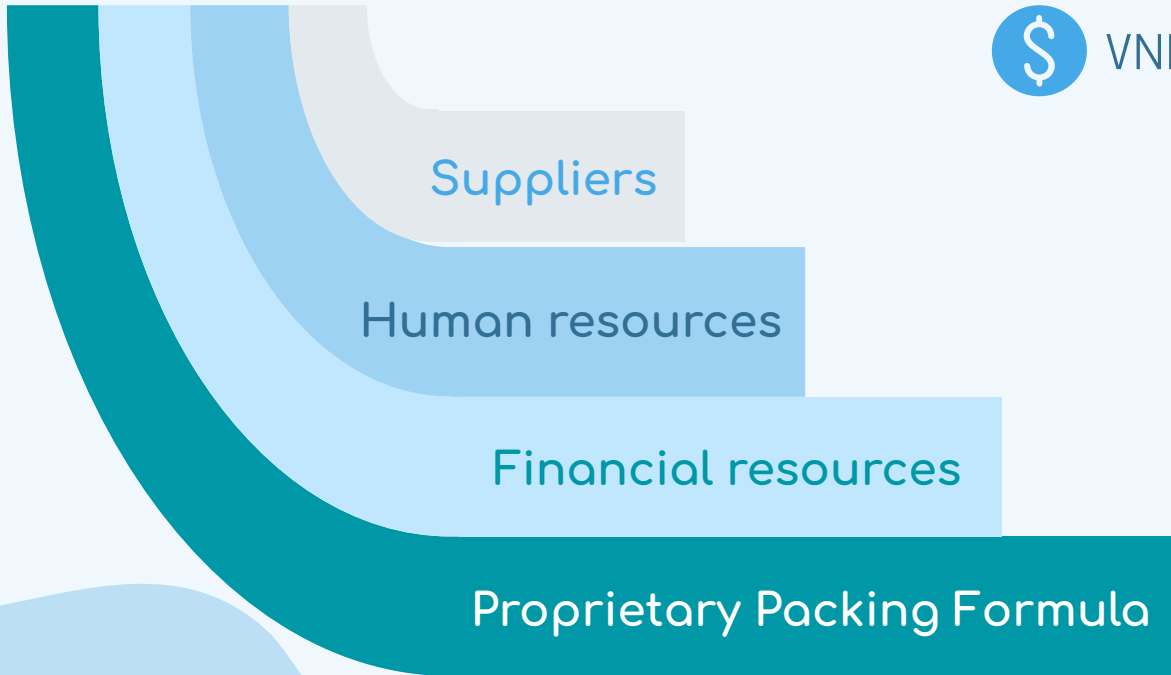 Suppliers
Human resources
Financial resources
Proprietary Packing Formula